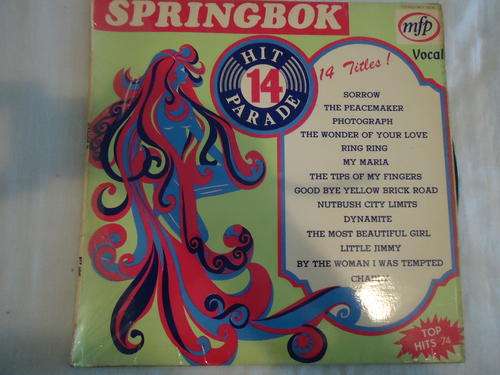 SPRINGBOK
mfp
Vocal
HIT
14
PARADE
14 Titles!
SORROW
THE PEACEMAKER
PHOTOGRAPH
THE WONDER OF YOUR LOVE
RING RING
MY MARIA
THE TIPS OF MY FINGERS
GOOD BYE YELLOW BRICK ROAD
NUTBUSH CITY LIMITS
DYNAMITE
THE MOST BEAUTIFUL GIRL
LITTLE JIMMY
BY THE WOMAN I WAS TEMPTED
TOP
HITS 74